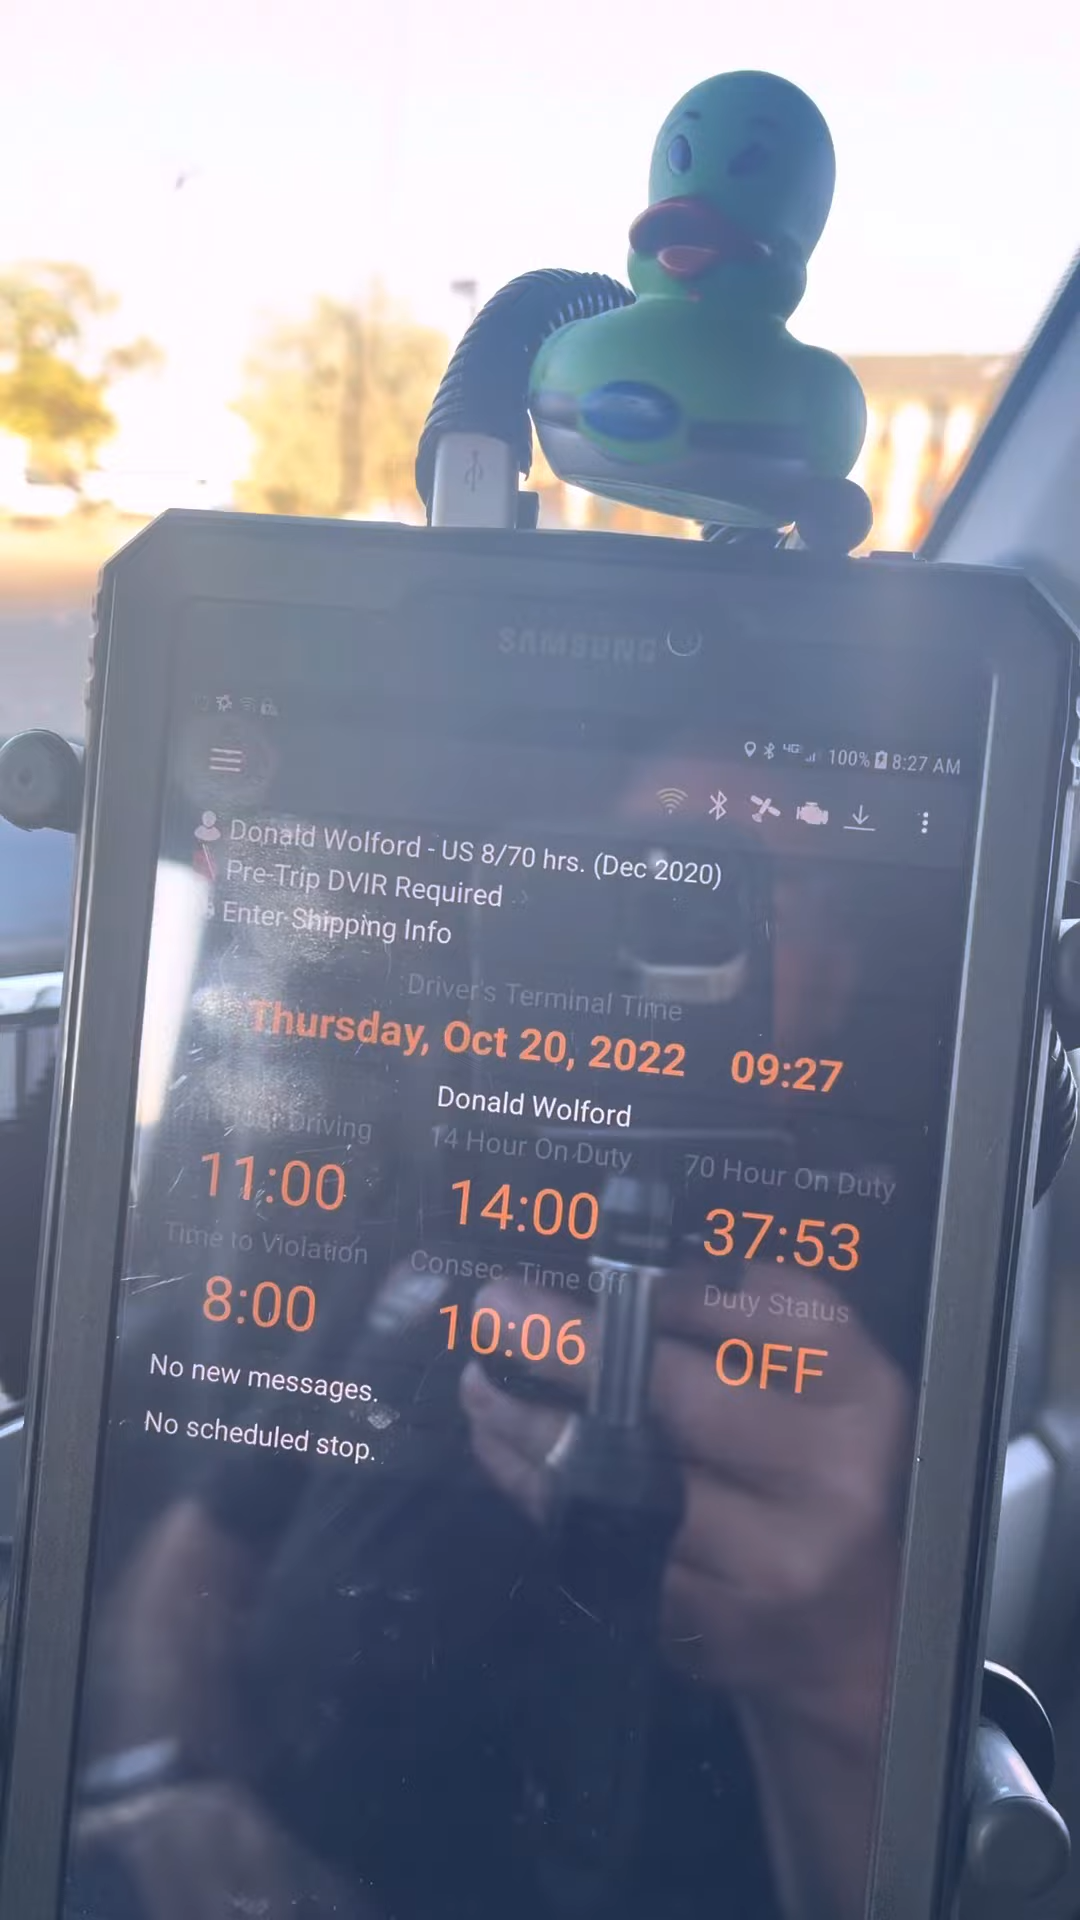 SAMSUNG
4G 100% 8:27 AM
Donald Wolford - US 8/70 hrs. (Dec 2020)
Pre-Trip DVIR Required
Enter Shipping Info
Driver's Terminal Time
Thursday, Oct 20, 2022 09:27
Donald Wolford
Driving 14 Hour On Duty 70 Hour On Duty
11:00 14:00 37:53
Time to Violation Consec. Time Off Duty Status
8:00 10:06 OFF
No new messages.
No scheduled stop.